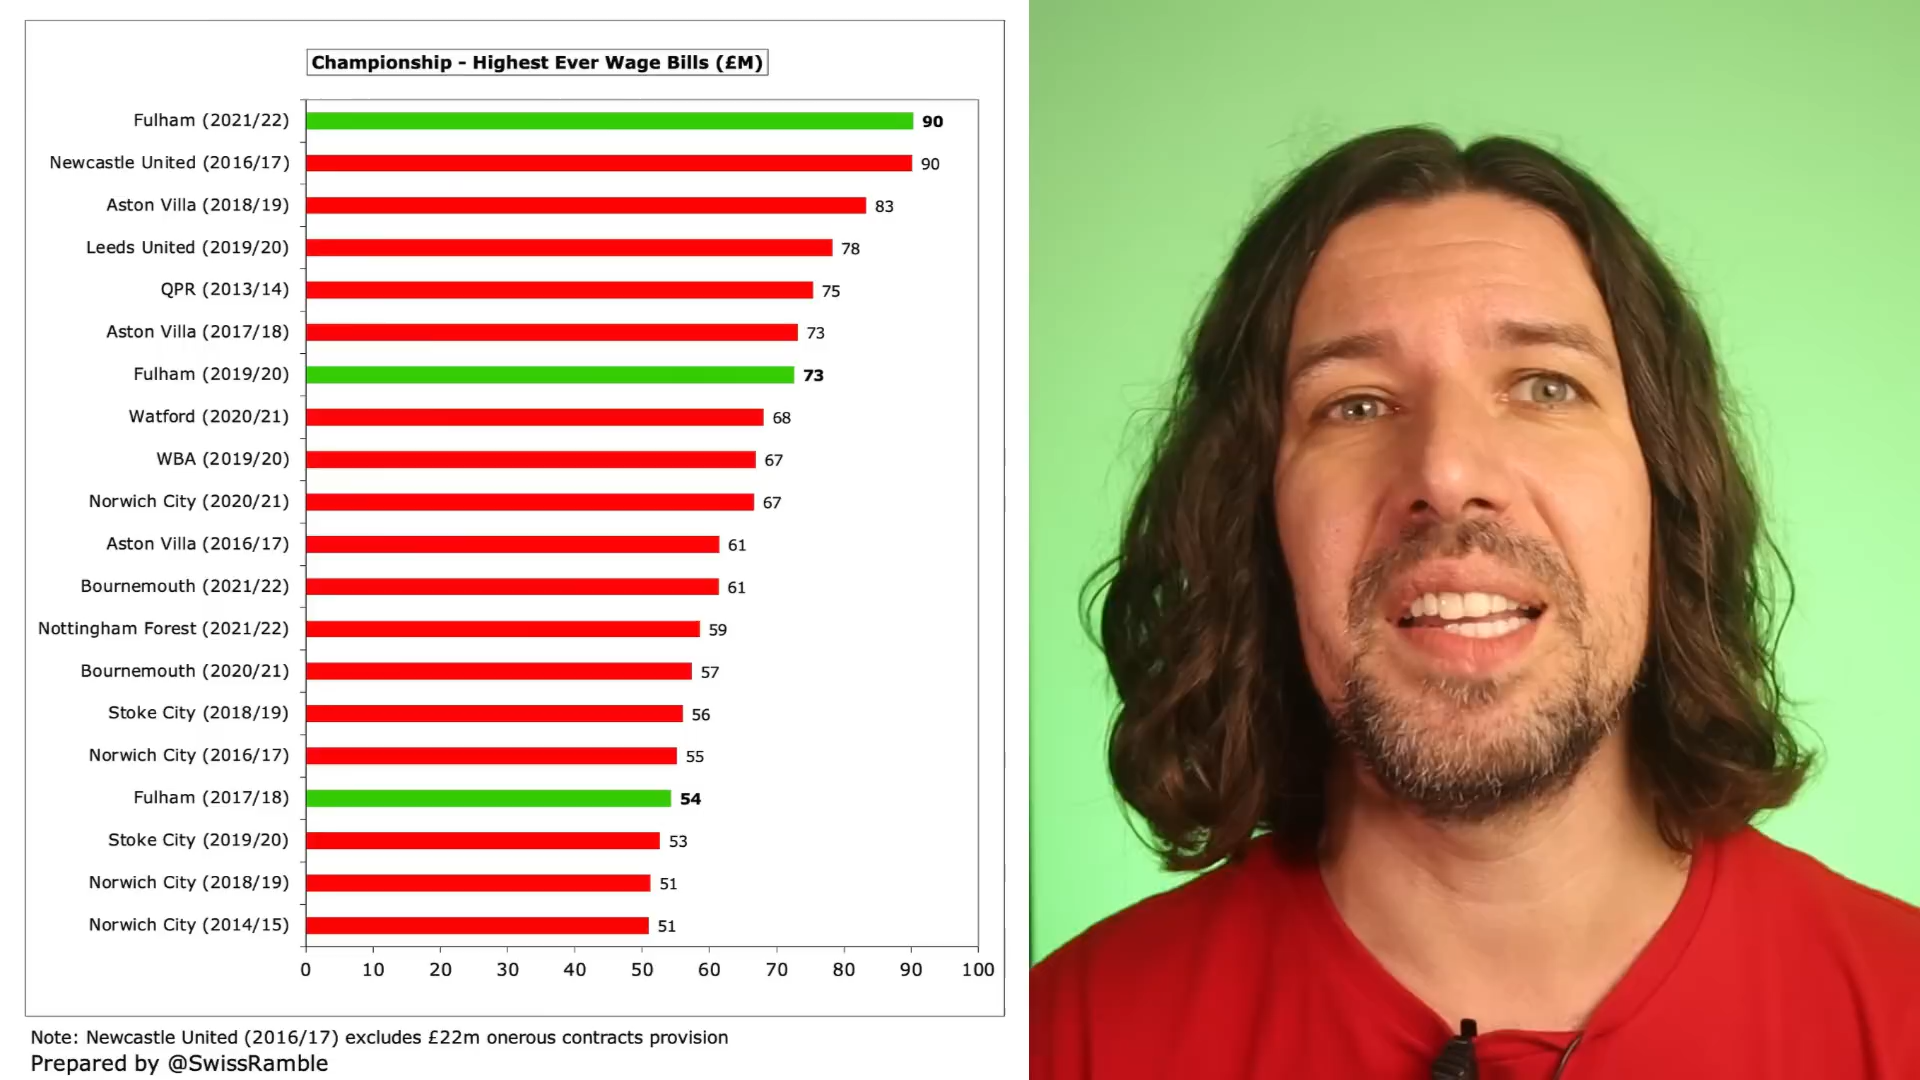 Championship - Highest Ever Wage Bills (£M)
Fulham (2021/22) 90
Newcastle United (2016/17) 90
Aston Villa (2018/19) 83
Leeds United (2019/20) 78
QPR (2013/14) 75
Aston Villa (2017/18) 73
Fulham (2019/20) 73
Watford (2020/21) 68
WBA (2019/20) 67
Norwich City (2020/21) 67
Aston Villa (2016/17) 61
Bournemouth (2021/22) 61
Nottingham Forest (2021/22) 59
Bournemouth (2020/21) 57
Stoke City (2018/19) 56
Norwich City (2016/17) 55
Fulham (2017/18) 54
Stoke City (2019/20) 53
Norwich City (2018/19) 51
Norwich City (2014/15) 51
0 10 20 30 40 50 60 70 80 90 100
Note: Newcastle United (2016/17) excludes £22m onerous contracts provision
Prepared by @SwissRamble